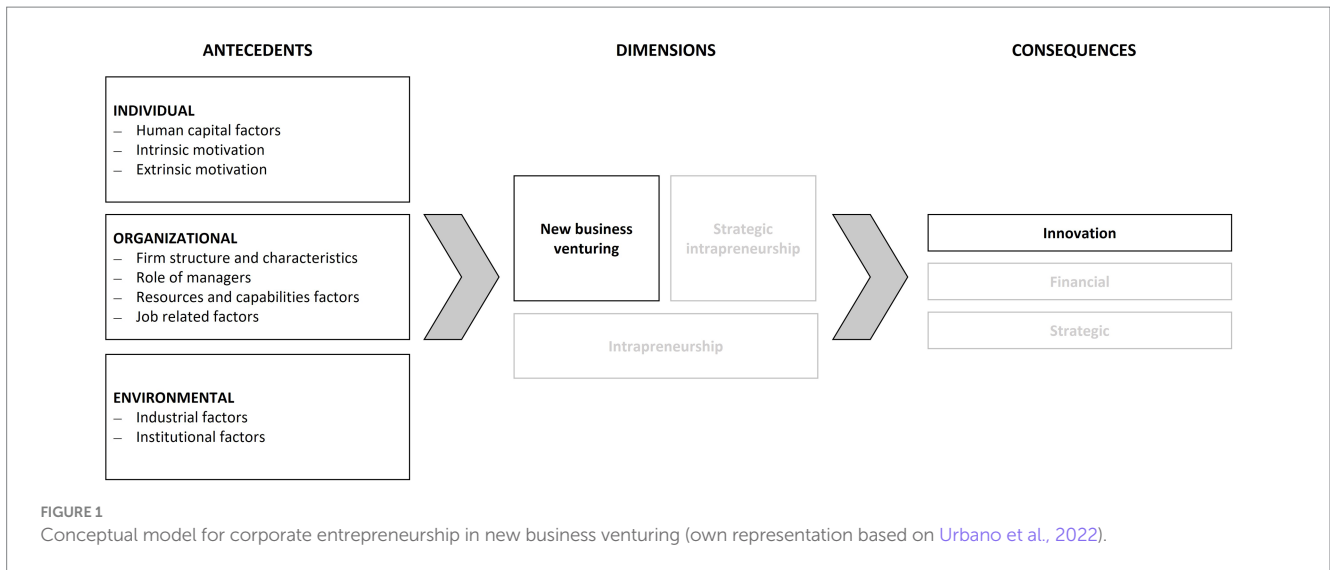 ANTECEDENTS
DIMENSIONS
CONSEQUENCES
INDIVIDUAL
– Human capital factors
– Intrinsic motivation
– Extrinsic motivation
ORGANIZATIONAL
– Firm structure and characteristics
– Role of managers
– Resources and capabilities factors
– Job related factors
ENVIRONMENTAL
– Industrial factors
– Institutional factors
New business
venturing
Strategic
intrapreneurship
Intrapreneurship
Innovation
Financial
Strategic
FIGURE 1
Conceptual model for corporate entrepreneurship in new business venturing (own representation based on Urbano et al., 2022).